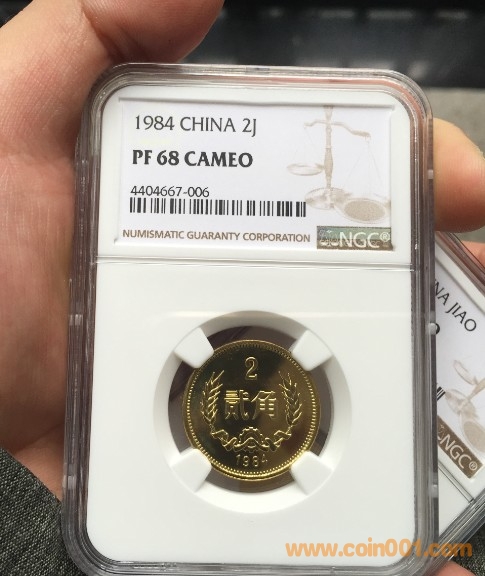 1984 CHINA 2J
PF 68 CAMEO
4404667-006
NUMISMATIC GUARANTY CORPORATION
NGC®
NA JIAO
2
貳角
1984
NGC
www.coin001.com